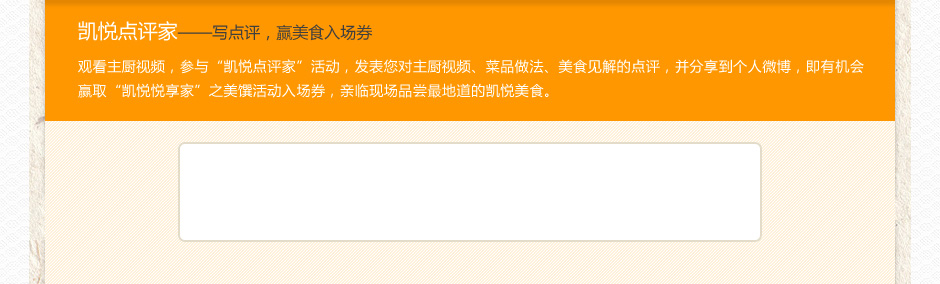 凯悦点评家——写点评，赢美食入场券
观看主厨视频，参与“凯悦点评家”活动，发表您对主厨视频、菜品做法、美食见解的点评，并分享到个人微博，即有机会
赢取“凯悦悦享家”之美馔活动入场券，亲临现场品尝最地道的凯悦美食。